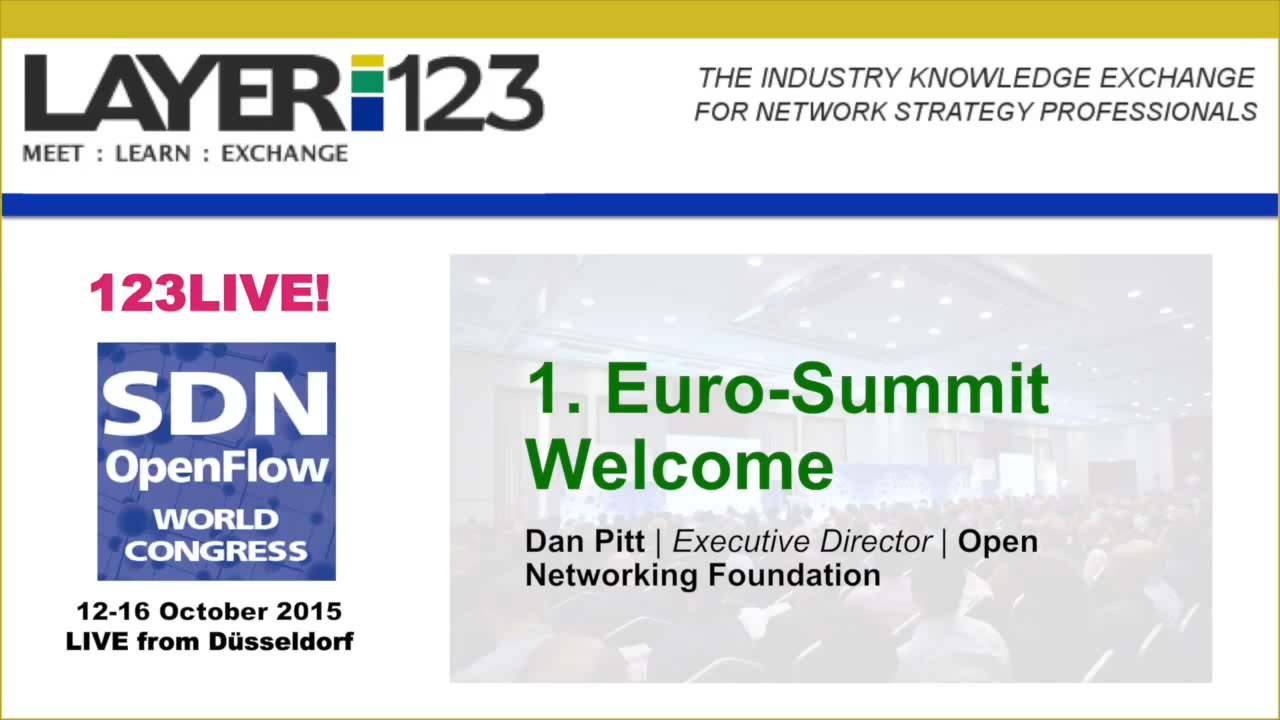 LAYER123
MEET : LEARN : EXCHANGE
THE INDUSTRY KNOWLEDGE EXCHANGE
FOR NETWORK STRATEGY PROFESSIONALS
123LIVE!
SDN
OpenFlow
WORLD
CONGRESS
12-16 October 2015
LIVE from Düsseldorf
1. Euro-Summit
Welcome
Dan Pitt | Executive Director | Open
Networking Foundation